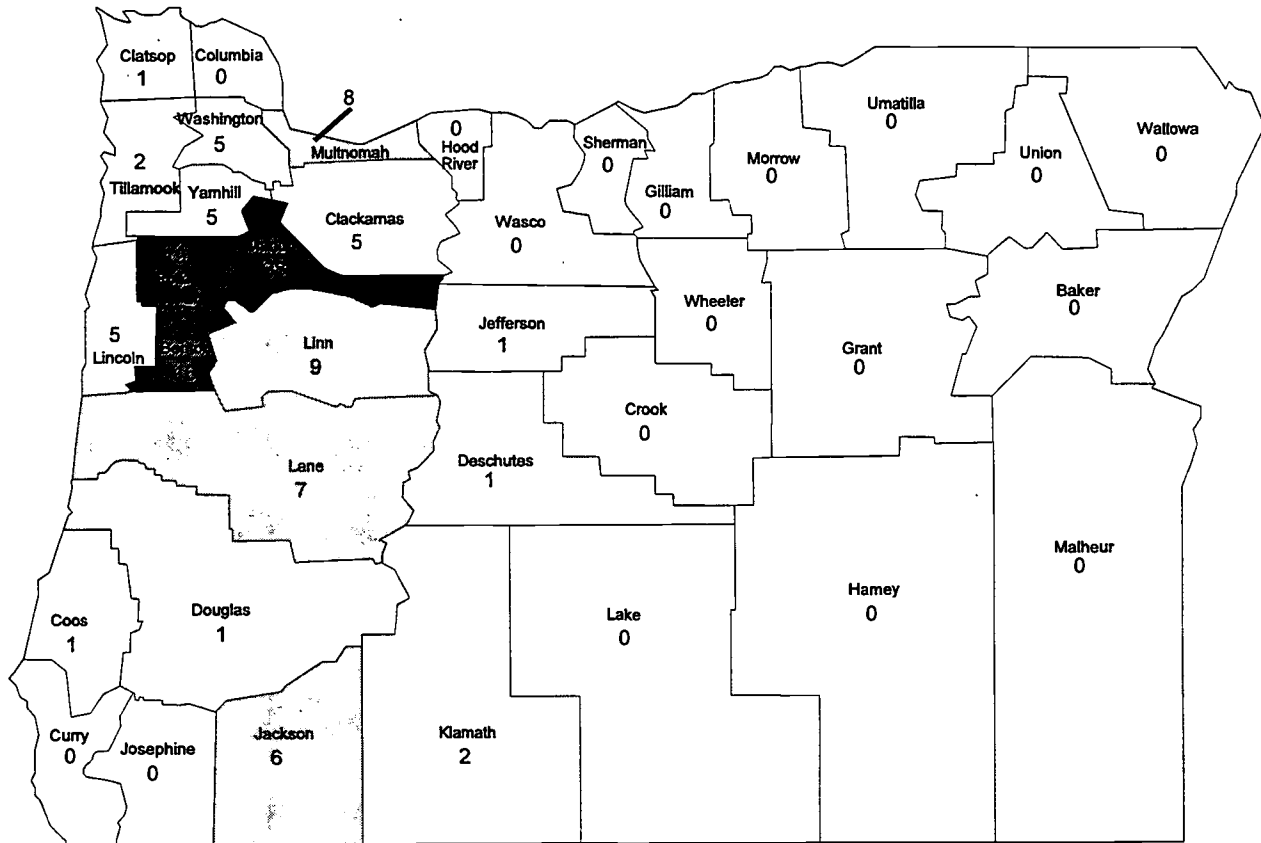 Clatsop
1
Columbia
0
8
Washington
5
Multnomah
0
Hood
River
Sherman
0
Gilliam
0
Morrow
0
Umatilla
0
Union
0
Wallowa
0
2
Tillamook
Yamhill
5
Clackamas
5
Wasco
0
Wheeler
0
Baker
0
5
Lincoln
Linn
9
Jefferson
1
Grant
0
Crook
0
Lane
7
Deschutes
1
Malheur
0
Coos
1
Douglas
1
Lake
0
Harney
0
Curry
0
Josephine
0
Jackson
6
Klamath
2